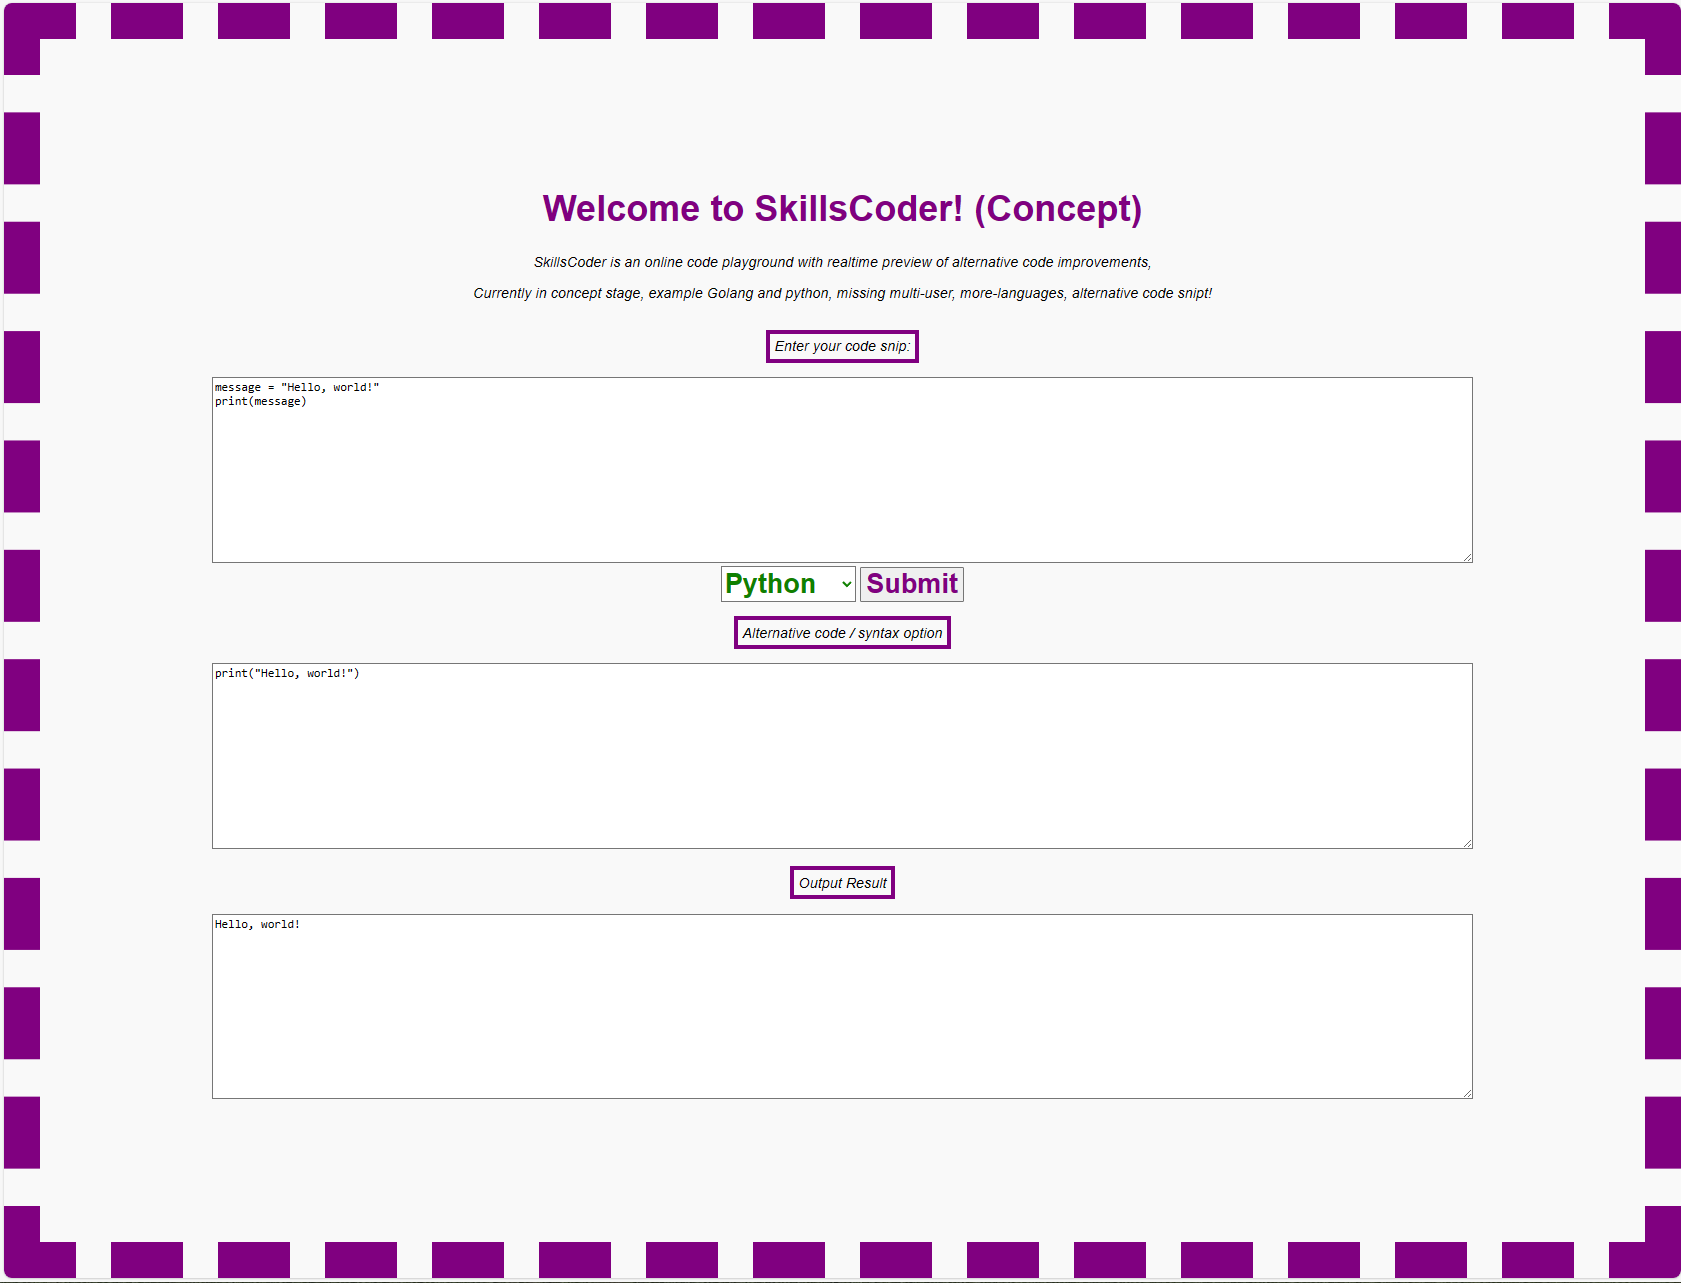 Welcome to SkillsCoder! (Concept)
SkillsCoder is an online code playground with realtime preview of alternative code improvements,
Currently in concept stage, example Golang and python, missing multi-user, more-languages, alternative code snipt!
Enter your code snip:
message = "Hello, world!"
print(message)
Python Submit
Alternative code / syntax option
print("Hello, world!")
Output Result
Hello, world!